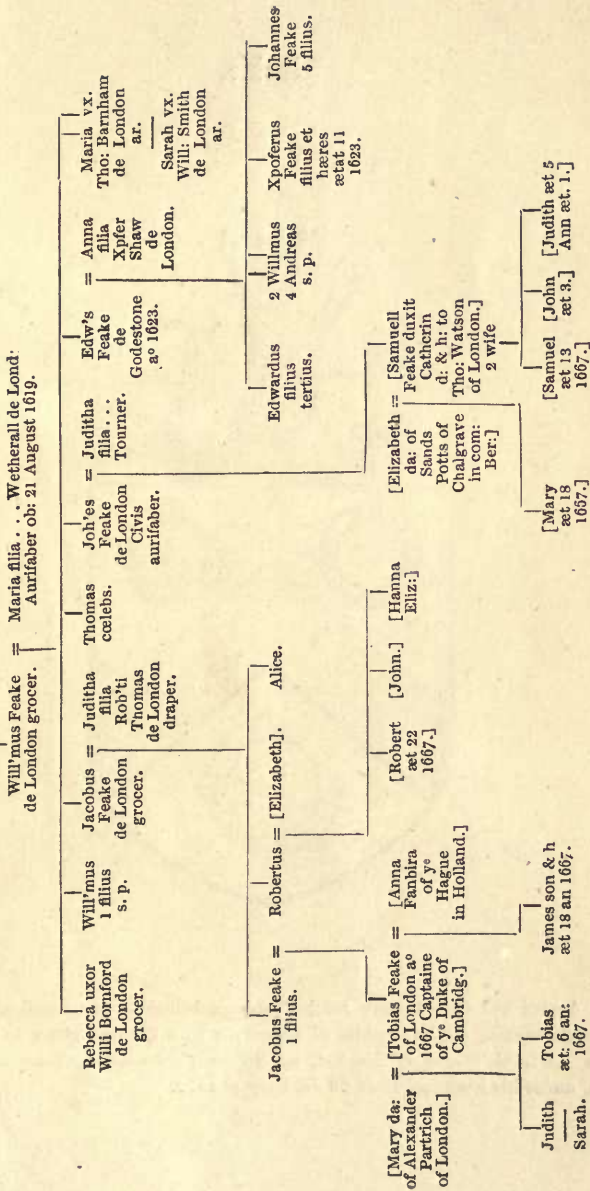 Will'mus Feake
de London grocer.
=
Maria filia . . . Wetherall de Lond:
Aurifaber ob: 21 August 1619.
Rebecca uxor
Willi Bornford
de London
grocer.
Will'mus
1 filius
s. p.
Jacobus
Feake
de London
grocer.
=
Juditha
filia
Rob'ti
Thomas
de London
draper.
Thomas
cœlebs.
Joh'es
Feake
de London
Civis
aurifaber.
=
Juditha
filia . . .
Tourner.
Edw's
Feake
de
Godestone
aº 1623.
=
Anna
filia
Xpfer
Shaw
de
London.
Maria vx.
Tho: Barnham
de London
ar.
Sarah vx.
Will: Smith
de London
ar.
Jacobus Feake
1 filius.
=
Robertus = [Elizabeth].
Alice.
Edwardus
filius
tertius.
2 Willmus
4 Andreas
s. p.
Xpoferus
Feake
filius et
hæres
ætat 11
1623.
Johannes
Feake
5 filius.
[Mary da:
of Alexander
Partrich
of London.]
=
[Tobias Feake
of London aº
1667 Captaine
of yᵉ Duke of
Cambridg.]
=
[Anna
Fanbira
of yᵉ
Hague
in Holland.]
[Robert
æt 22
1667.]
[John.]
[Hanna
Eliz:]
[Elizabeth
da: of
Sands
Potts of
Chalgrave
in com:
Ber:]
=
[Samuell
Feake duxit
Catherin
d: & h: to
Tho: Watson
of London.]
2 wife
Judith
Sarah.
Tobias
æt: 6 an:
1667.
James son & h
æt 18 an 1667.
[Mary
æt 18
1657.]
[Samuel
æt 13
1667.]
[John
æt 3.]
[Judith æt 5
Ann æt. 1.]